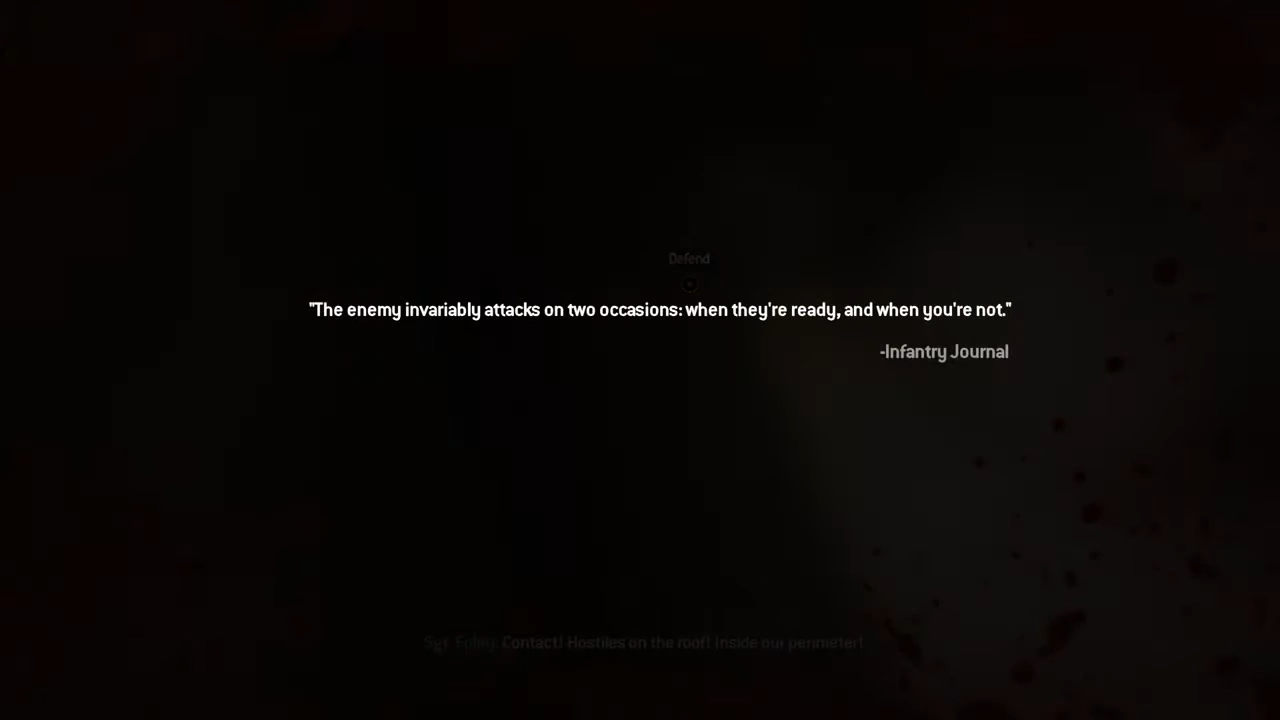 Defend
"The enemy invariably attacks on two occasions: when they're ready, and when you're not."
-Infantry Journal
Sgt. Foley: Contact! Hostiles on the roof! Inside our perimeter!